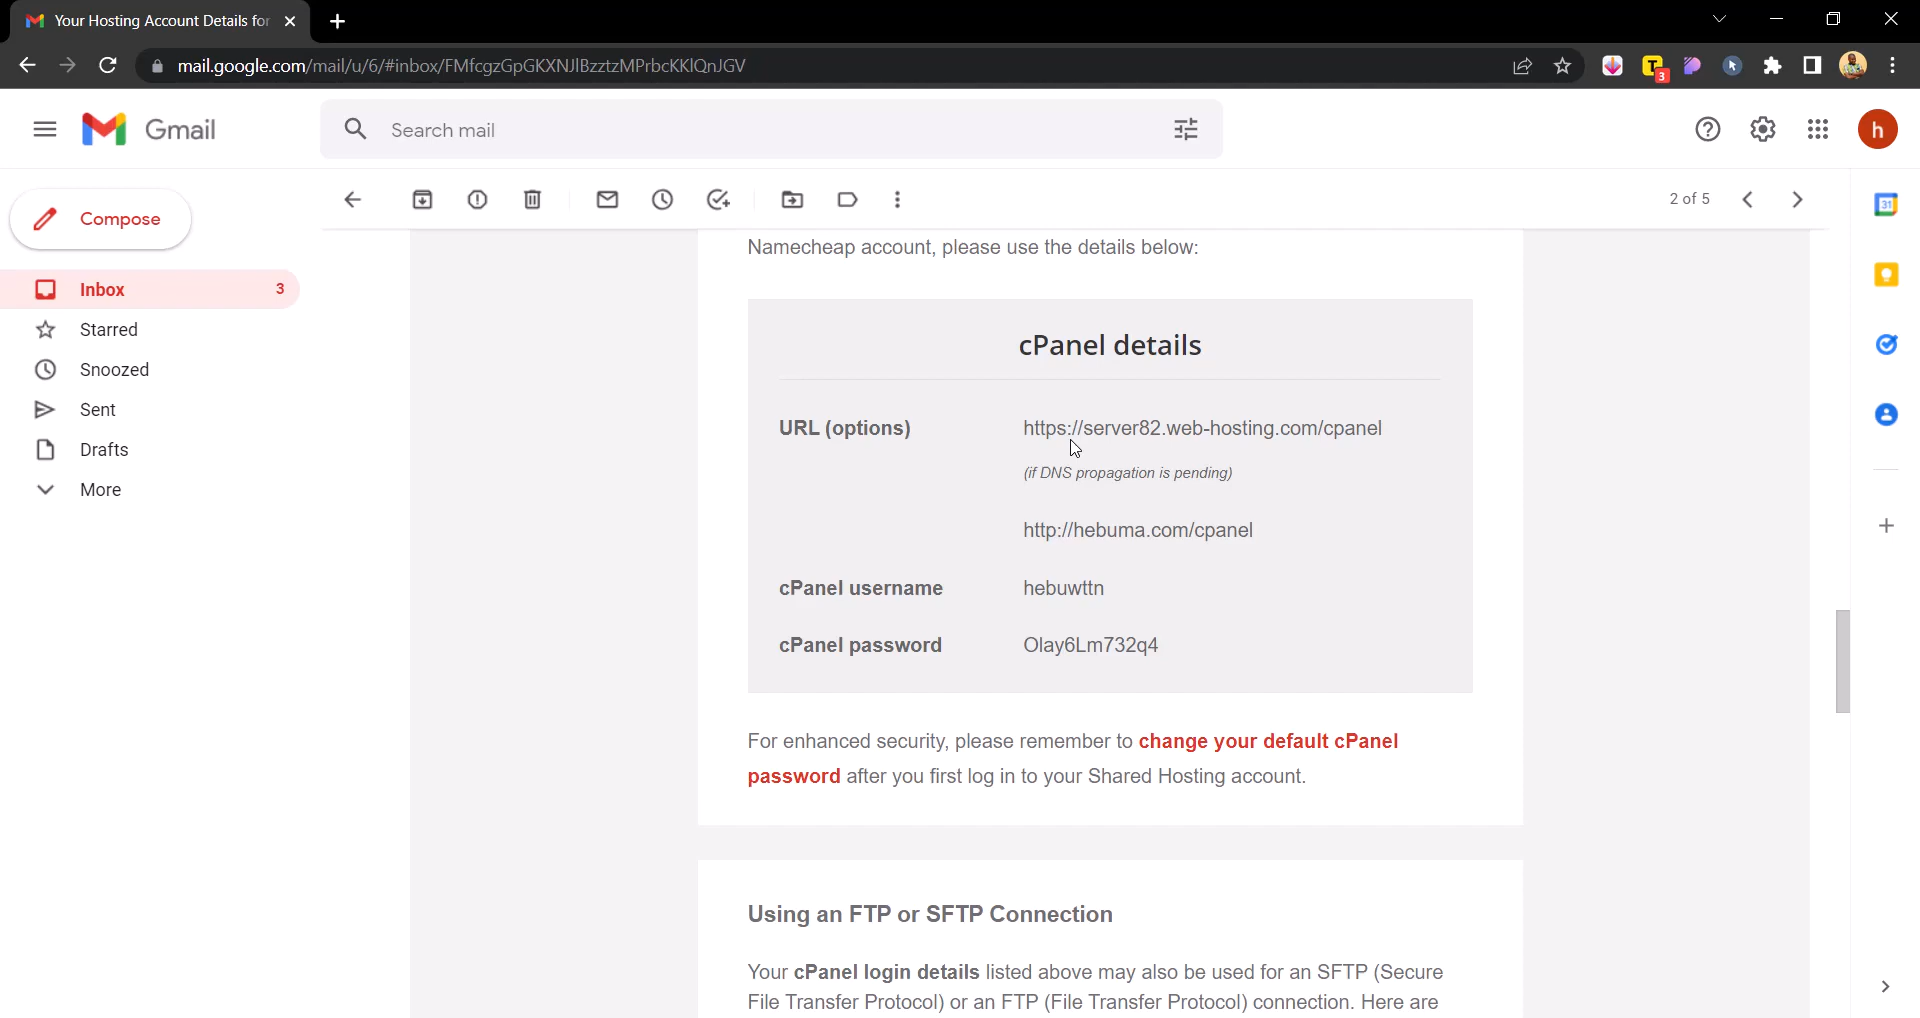 Your Hosting Account Details for
mail.google.com/mail/u/6/#inbox/FMfcgzGpGKXNJlBzztzMPrbcKKlQnJGV
T
3
Gmail
Search mail
h
Compose
2 of 5
31
Inbox 3
Starred
Snoozed
Sent
Drafts
More
Namecheap account, please use the details below:
cPanel details
URL (options) https://server82.web-hosting.com/cpanel
(if DNS propagation is pending)
http://hebuma.com/cpanel
cPanel username hebuwttn
cPanel password Olay6Lm732q4
For enhanced security, please remember to change your default cPanel
password after you first log in to your Shared Hosting account.
Using an FTP or SFTP Connection
Your cPanel login details listed above may also be used for an SFTP (Secure
File Transfer Protocol) or an FTP (File Transfer Protocol) connection. Here are